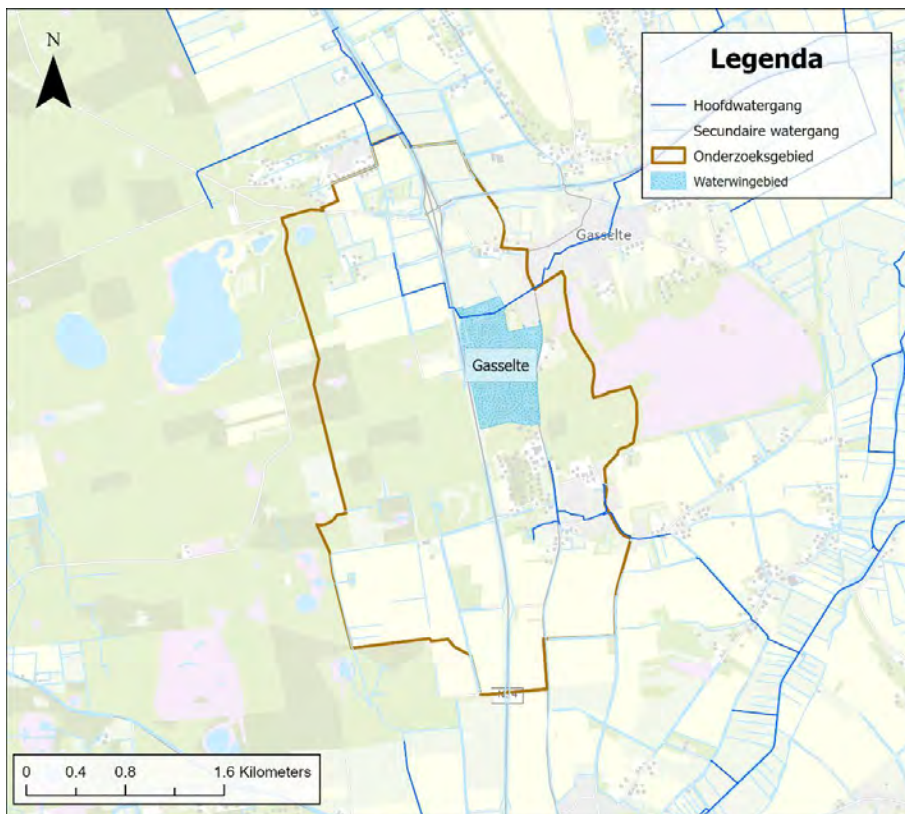 N
Legenda
Hoofdwatergang
Secundaire watergang
Onderzoeksgebied
Waterwingebied
Gasselte
Gasselte
0 0.4 0.8 1.6 Kilometers